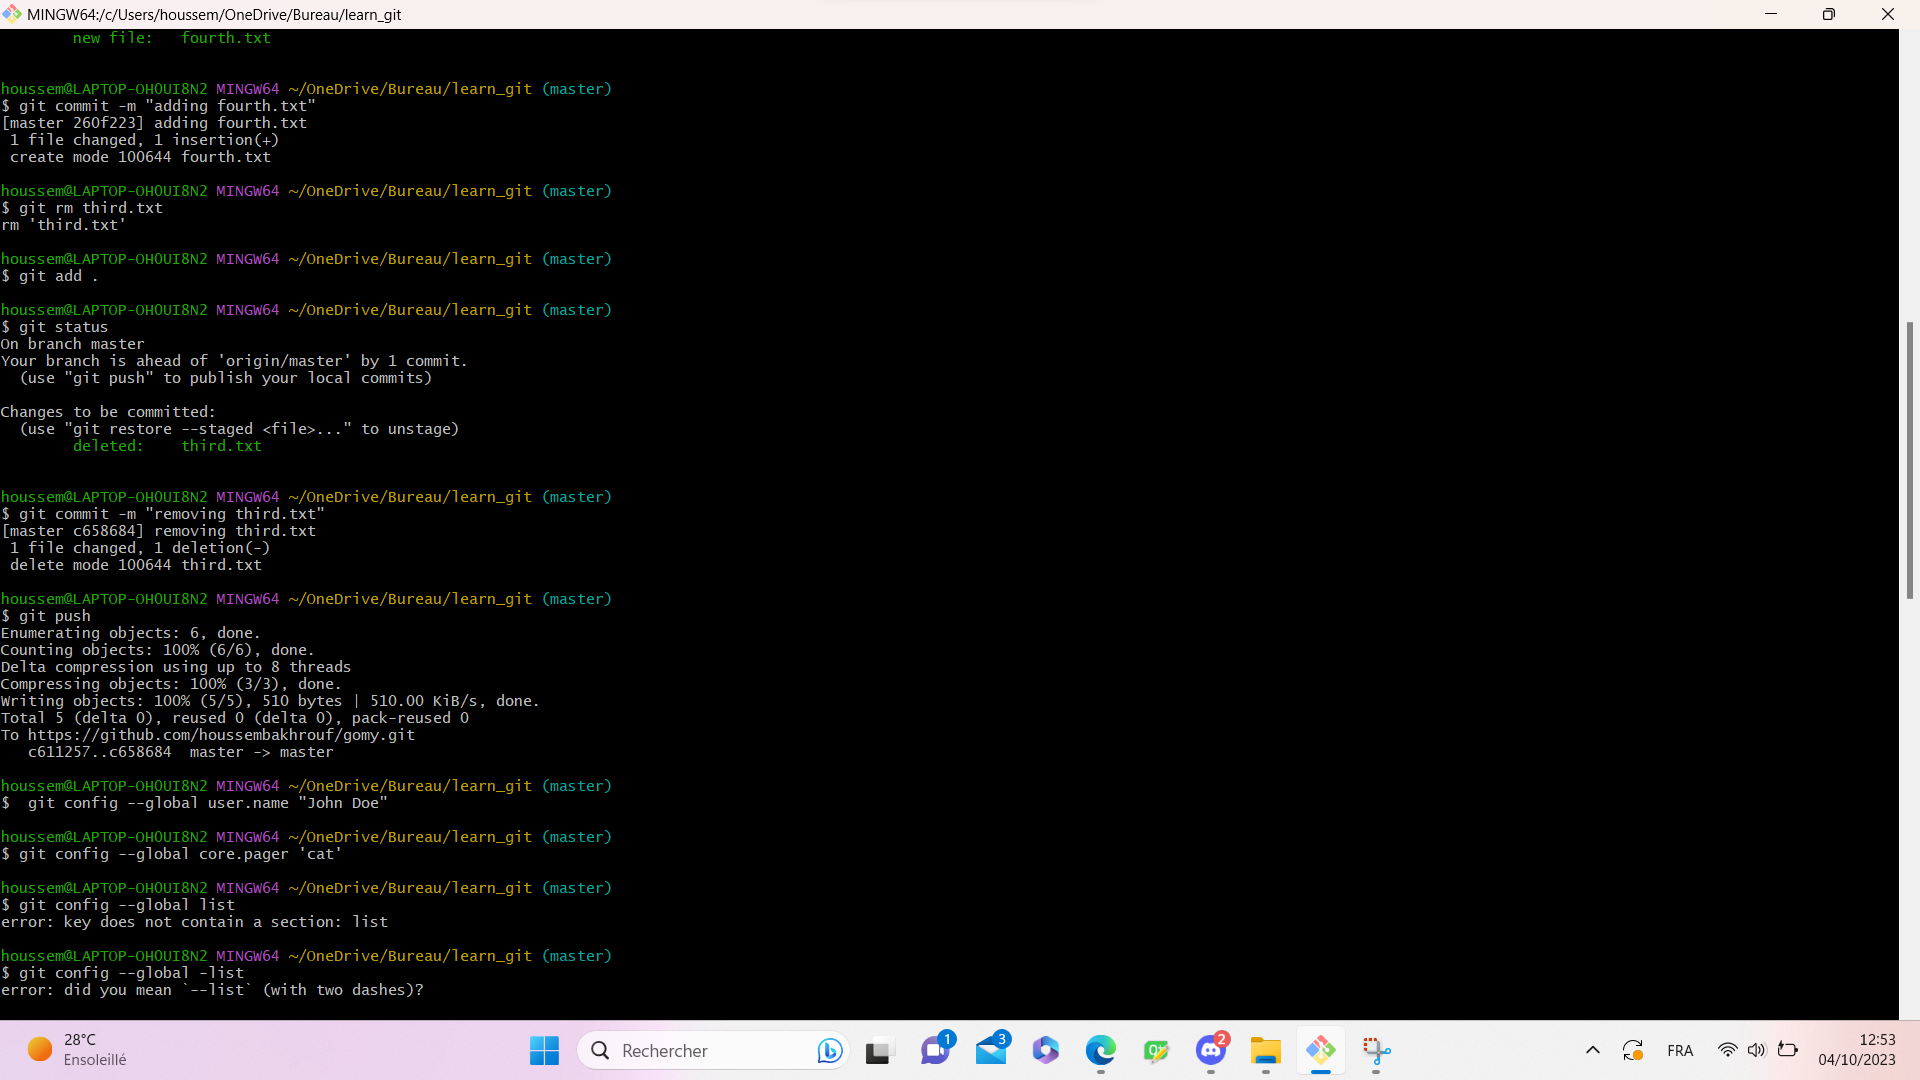 MINGW64:/c/Users/houssem/OneDrive/Bureau/learn_git
        new file:   fourth.txt
houssem@LAPTOP-OHOUI8N2 MINGW64 ~/OneDrive/Bureau/learn_git (master)
$ git commit -m "adding fourth.txt"
[master 260f223] adding fourth.txt
 1 file changed, 1 insertion(+)
 create mode 100644 fourth.txt
houssem@LAPTOP-OHOUI8N2 MINGW64 ~/OneDrive/Bureau/learn_git (master)
$ git rm third.txt
rm 'third.txt'
houssem@LAPTOP-OHOUI8N2 MINGW64 ~/OneDrive/Bureau/learn_git (master)
$ git add .
houssem@LAPTOP-OHOUI8N2 MINGW64 ~/OneDrive/Bureau/learn_git (master)
$ git status
On branch master
Your branch is ahead of 'origin/master' by 1 commit.
  (use "git push" to publish your local commits)
Changes to be committed:
  (use "git restore --staged <file>..." to unstage)
        deleted:    third.txt
houssem@LAPTOP-OHOUI8N2 MINGW64 ~/OneDrive/Bureau/learn_git (master)
$ git commit -m "removing third.txt"
[master c658684] removing third.txt
 1 file changed, 1 deletion(-)
 delete mode 100644 third.txt
houssem@LAPTOP-OHOUI8N2 MINGW64 ~/OneDrive/Bureau/learn_git (master)
$ git push
Enumerating objects: 6, done.
Counting objects: 100% (6/6), done.
Delta compression using up to 8 threads
Compressing objects: 100% (3/3), done.
Writing objects: 100% (5/5), 510 bytes | 510.00 KiB/s, done.
Total 5 (delta 0), reused 0 (delta 0), pack-reused 0
To https://github.com/houssembakhrouf/gomy.git
   c611257..c658684  master -> master
houssem@LAPTOP-OHOUI8N2 MINGW64 ~/OneDrive/Bureau/learn_git (master)
$  git config --global user.name "John Doe"
houssem@LAPTOP-OHOUI8N2 MINGW64 ~/OneDrive/Bureau/learn_git (master)
$ git config --global core.pager 'cat'
houssem@LAPTOP-OHOUI8N2 MINGW64 ~/OneDrive/Bureau/learn_git (master)
$ git config --global list
error: key does not contain a section: list
houssem@LAPTOP-OHOUI8N2 MINGW64 ~/OneDrive/Bureau/learn_git (master)
$ git config --global -list
error: did you mean `--list` (with two dashes)?
28°C
Ensoleillé
Rechercher
1
3
2
FRA
12:53
04/10/2023